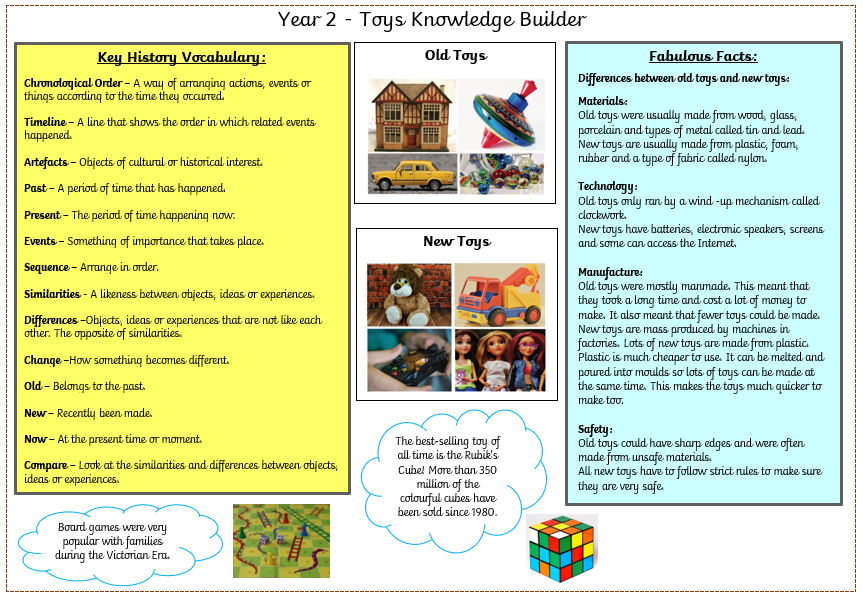 Year 2 - Toys Knowledge Builder
Key History Vocabulary:
Chronological Order – A way of arranging actions, events or
things according to the time they occurred.
Timeline – A line that shows the order in which related events
happened.
Artefacts – Objects of cultural or historical interest.
Past – A period of time that has happened.
Present – The period of time happening now.
Events – Something of importance that takes place.
Sequence – Arrange in order.
Similarities - A likeness between objects, ideas or experiences.
Differences –Objects, ideas or experiences that are not like each
other. The opposite of similarities.
Change –How something becomes different.
Old – Belongs to the past.
New – Recently been made.
Now – At the present time or moment.
Compare – Look at the similarities and differences between objects,
ideas or experiences.
Board games were very
popular with families
during the Victorian Era.
Old Toys
New Toys
The best-selling toy of
all time is the Rubik's
Cube! More than 350
million of the
colourful cubes have
been sold since 1980.
Fabulous Facts:
Differences between old toys and new toys:
Materials:
Old toys were usually made from wood, glass,
porcelain and types of metal called tin and lead.
New toys are usually made from plastic, foam,
rubber and a type of fabric called nylon.
Technology:
Old toys only ran by a wind -up mechanism called
clockwork.
New toys have batteries, electronic speakers, screens
and some can access the Internet.
Manufacture:
Old toys were mostly manmade. This meant that
they took a long time and cost a lot of money to
make. It also meant that fewer toys could be made.
New toys are mass produced by machines in
factories. Lots of new toys are made from plastic.
Plastic is much cheaper to use. It can be melted and
poured into moulds so lots of toys can be made at
the same time. This makes the toys much quicker to
make too.
Safety:
Old toys could have sharp edges and were often
made from unsafe materials.
All new toys have to follow strict rules to make sure
they are very safe.